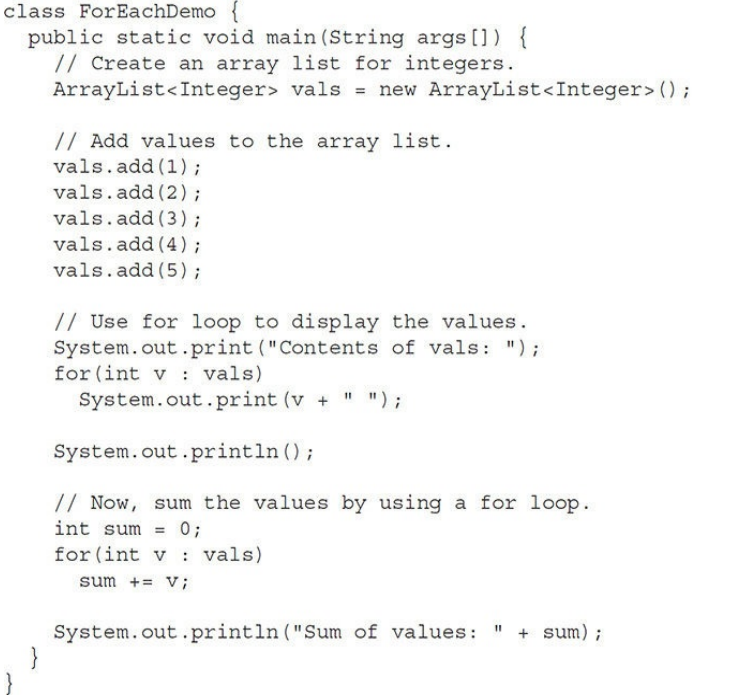 class ForEachDemo {
  public static void main(String args[]) {
    // Create an array list for integers.
    ArrayList<Integer> vals = new ArrayList<Integer>();

    // Add values to the array list.
    vals.add(1);
    vals.add(2);
    vals.add(3);
    vals.add(4);
    vals.add(5);

    // Use for loop to display the values.
    System.out.print("Contents of vals: ");
    for(int v : vals)
      System.out.print(v + " ");

    System.out.println();

    // Now, sum the values by using a for loop.
    int sum = 0;
    for(int v : vals)
      sum += v;

    System.out.println("Sum of values: " + sum);
  }
}